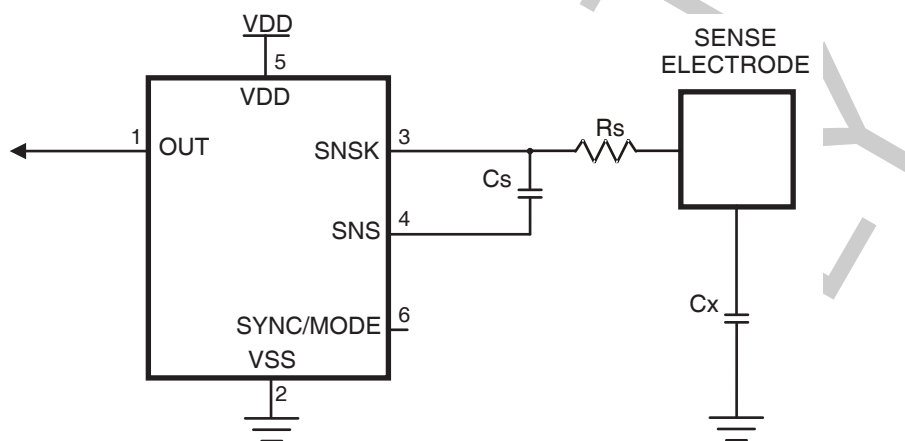 VDD
5
VDD
SENSE
ELECTRODE
1
OUT
SNSK
3
Rs
Cs
SNS
4
SYNC/MODE
6
Cx
VSS
2